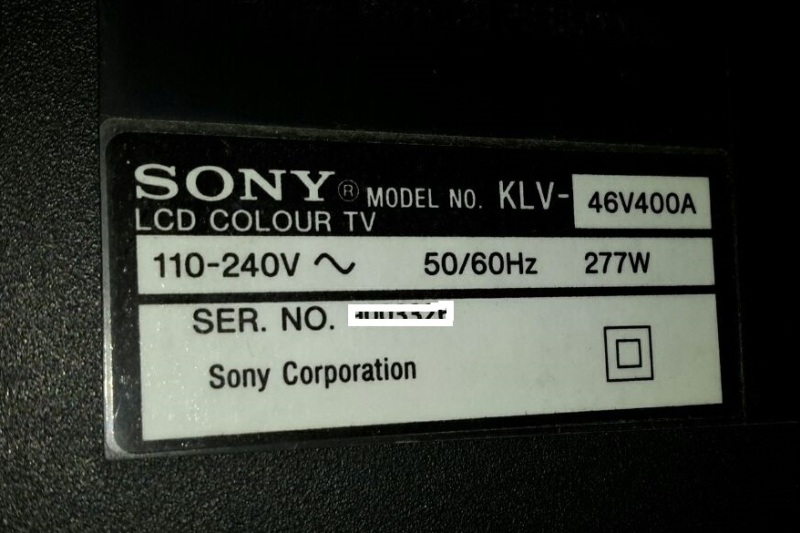 SONY ® MODEL NO. KLV-46V400A
LCD COLOUR TV
110-240V ~ 50/60Hz 277W
SER. NO.
Sony Corporation